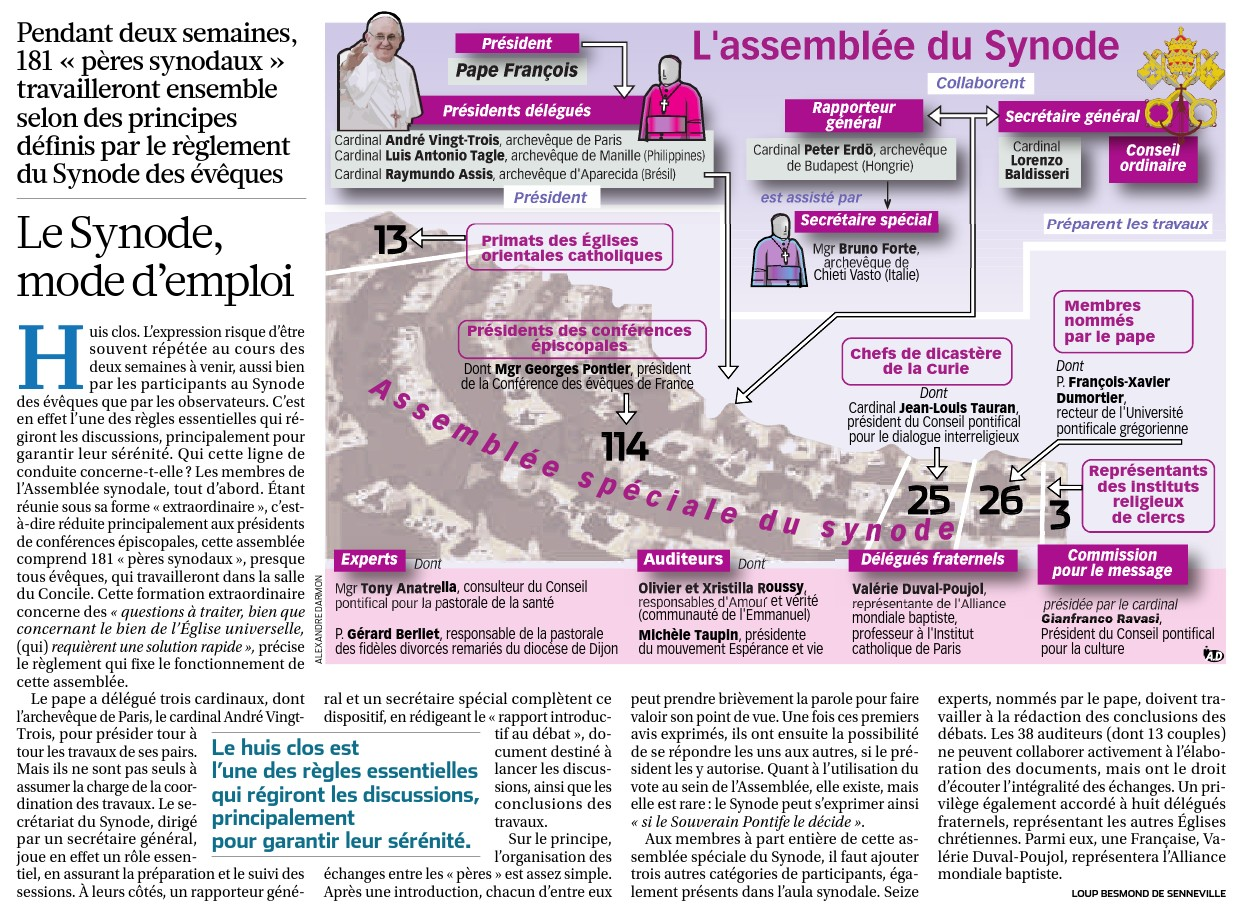 Pendant deux semaines,
181 « pères synodaux »
travailleront ensemble
selon des principes
définis par le règlement
du Synode des évêques
Le Synode,
mode d’emploi
Huis clos. L’expression risque d’être
souvent répétée au cours des
deux semaines à venir, aussi bien
par les participants au Synode
des évêques que par les observateurs. C’est
en effet l’une des règles essentielles qui ré-
giront les discussions, principalement pour
garantir leur sérénité. Qui cette ligne de
conduite concerne-t-elle ? Les membres de
l’Assemblée synodale, tout d’abord. Étant
réunie sous sa forme « extraordinaire », c’est-
à-dire réduite principalement aux présidents
de conférences épiscopales, cette assemblée
comprend 181 « pères synodaux », presque
tous évêques, qui travailleront dans la salle
du Concile. Cette formation extraordinaire
concerne des « questions à traiter, bien que
concernant le bien de l’Église universelle,
(qui) requièrent une solution rapide », précise
le règlement qui fixe le fonctionnement de
cette assemblée.
Le pape a délégué trois cardinaux, dont
l’archevêque de Paris, le cardinal André Vingt-
Trois, pour présider tour à
tour les travaux de ses pairs.
Mais ils ne sont pas seuls à
assumer la charge de la coor-
dination des travaux. Le se-
crétariat du Synode, dirigé
par un secrétaire général,
joue en effet un rôle essen-
tiel, en assurant la préparation et le suivi des
sessions. À leurs côtés, un rapporteur géné-
ral et un secrétaire spécial complètent ce
dispositif, en rédigeant le « rapport introduc-
tif au débat », do-
cument destiné à
lancer les discus-
sions, ainsi que les
conclusions des
travaux.
Sur le principe,
l’organisation des
échanges entre les « pères » est assez simple.
Après une introduction, chacun d’entre eux
peut prendre brièvement la parole pour faire
valoir son point de vue. Une fois ces premiers
avis exprimés, ils ont ensuite la possibilité
de se répondre les uns aux autres, si le pré-
sident les y autorise. Quant à l’utilisation du
vote au sein de l’Assemblée, elle existe, mais
elle est rare : le Synode peut s’exprimer ainsi
« si le Souverain Pontife le décide ».
Aux membres à part entière de cette as-
semblée spéciale du Synode, il faut ajouter
trois autres catégories de participants, éga-
lement présents dans l’aula synodale. Seize
experts, nommés par le pape, doivent tra-
vailler à la rédaction des conclusions des
débats. Les 38 auditeurs (dont 13 couples)
ne peuvent collaborer activement à l’élabo-
ration des documents, mais ont le droit
d’écouter l’intégralité des échanges. Un pri-
vilège également accordé à huit délégués
fraternels, représentant les autres Églises
chrétiennes. Parmi eux, une Française, Va-
lérie Duval-Poujol, représentera l’Alliance
mondiale baptiste.
LOUP BESMOND DE SENNEVILLE
Le huis clos est
l’une des règles essentielles
qui régiront les discussions,
principalement
pour garantir leur sérénité.
L'assemblée du Synode
Président
Pape François
Présidents délégués
Cardinal André Vingt-Trois, archevêque de Paris
Cardinal Luis Antonio Tagle, archevêque de Manille (Philippines)
Cardinal Raymundo Assis, archevêque d'Aparecida (Brésil)
Président
Collaborent
Rapporteur
général
Cardinal Peter Erdö, archevêque
de Budapest (Hongrie)
est assisté par
Secrétaire spécial
Mgr Bruno Forte,
archevêque de
Chieti Vasto (Italie)
Secrétaire général
Cardinal
Lorenzo
Baldisseri
Conseil
ordinaire
Préparent les travaux
13
Primats des Églises
orientales catholiques
Présidents des conférences
épiscopales
Dont Mgr Georges Pontier, président
de la Conférence des évêques de France
114
Assemblée spéciale du synode
Chefs de dicastère
de la Curie
Dont
Cardinal Jean-Louis Tauran,
président du Conseil pontifical
pour le dialogue interreligieux
25
Membres
nommés
par le pape
Dont
P. François-Xavier
Dumortier,
recteur de l'Université
pontificale grégorienne
26
Représentants
des instituts
religieux
de clercs
3
Experts Dont
Mgr Tony Anatrella, consulteur du Conseil
pontifical pour la pastorale de la santé
P. Gérard Berliet, responsable de la pastorale
des fidèles divorcés remariés du diocèse de Dijon
Auditeurs Dont
Olivier et Xristilla Roussy,
responsables d'Amour et vérité
(communauté de l'Emmanuel)
Michèle Taupin, présidente
du mouvement Espérance et vie
Délégués fraternels
Valérie Duval-Poujol,
représentante de l'Alliance
mondiale baptiste,
professeur à l'Institut
catholique de Paris
Commission
pour le message
présidée par le cardinal
Gianfranco Ravasi,
Président du Conseil pontifical
pour la culture
ALEXANDRE DARMON
AD